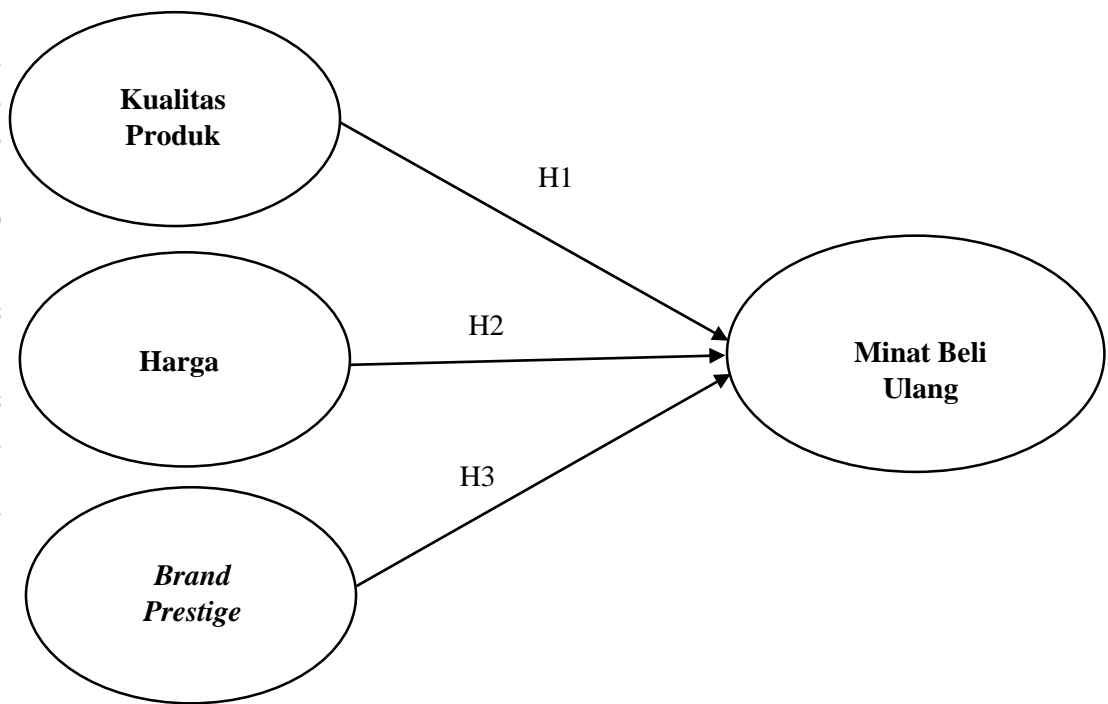 Kualitas
Produk
H1
H2
Harga
Minat Beli
Ulang
H3
Brand
Prestige